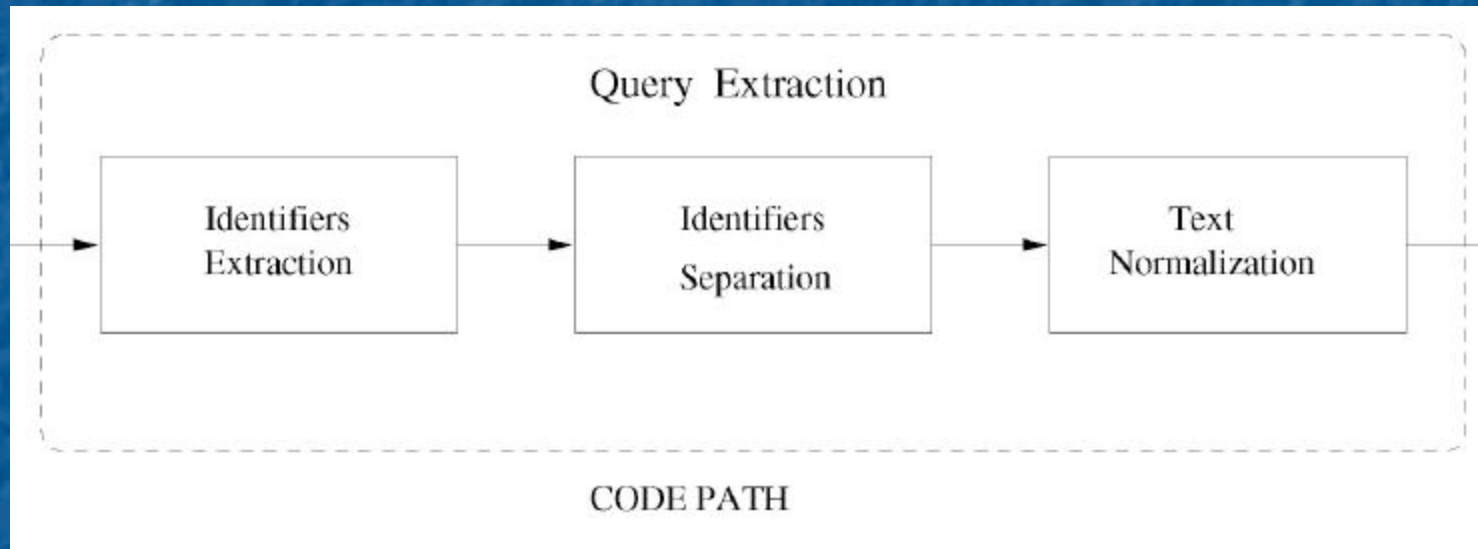 Query Extraction
Identifiers
Extraction
Identifiers
Separation
Text
Normalization
CODE PATH